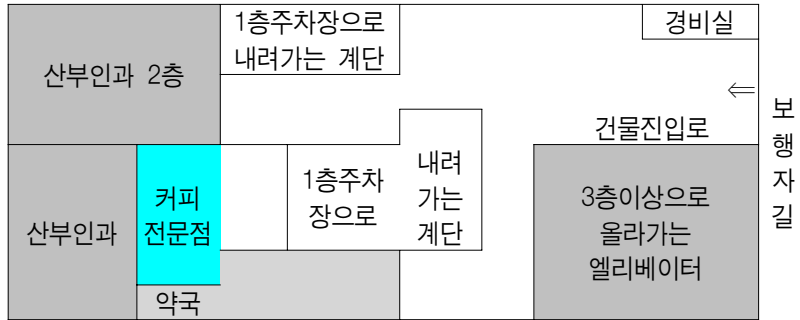 1층주차장으로
내려가는 계단
경비실
산부인과 2층
⇐
건물진입로
보
행
자
길
산부인과
커피
전문점
1층주차
장으로
내려
가는
계단
3층이상으로
올라가는
엘리베이터
약국